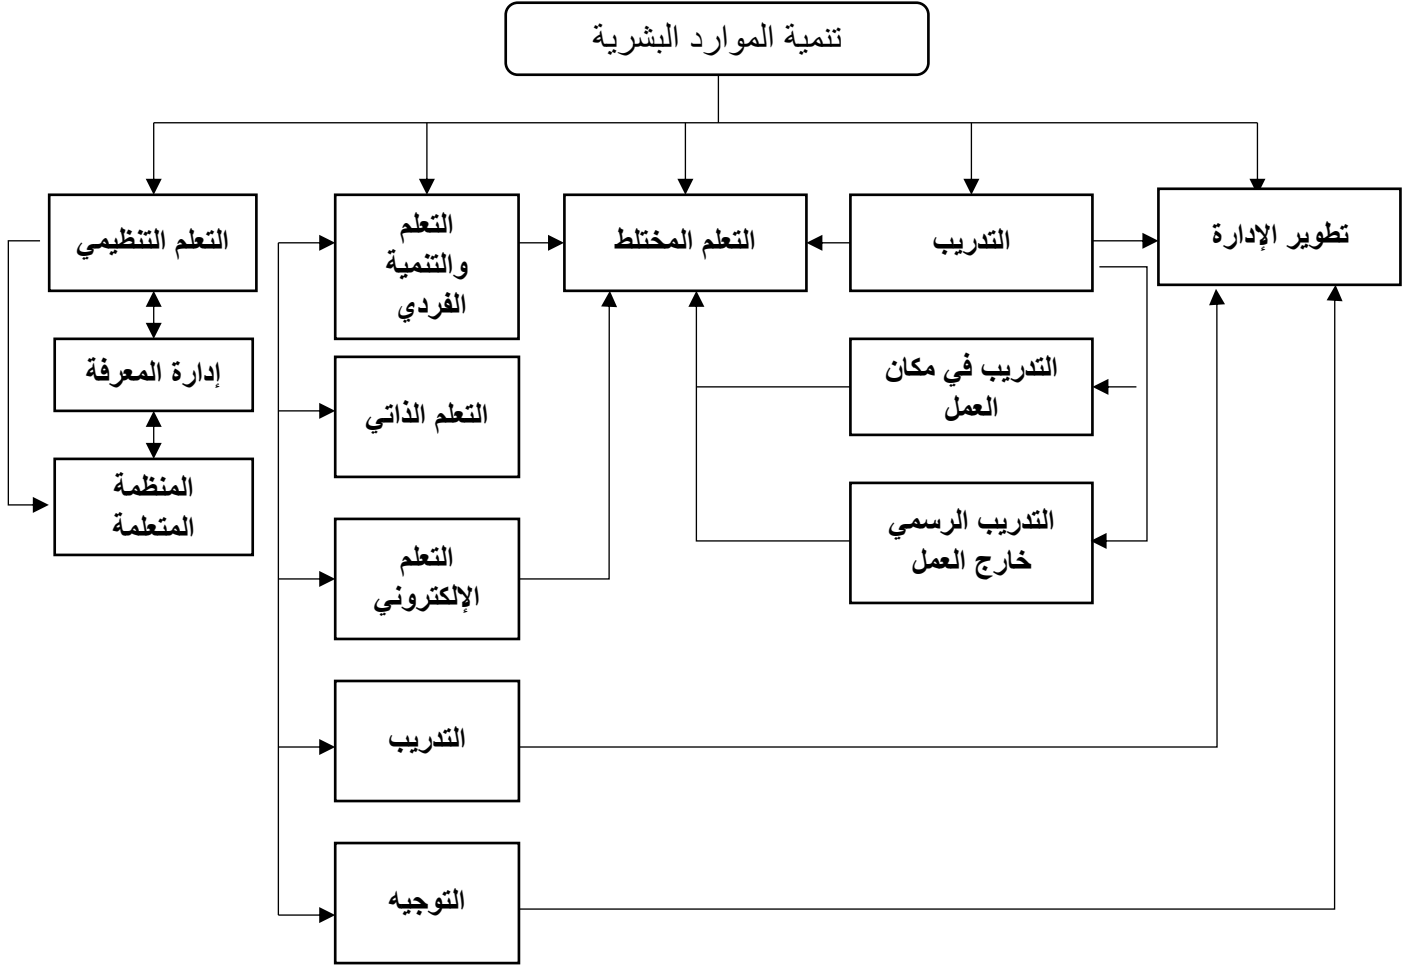 تنمية الموارد البشرية
تطوير الإدارة
التدريب
التعلم المختلط
التعلم
والتنمية
الفردي
التعلم التنظيمي
التدريب في مكان
العمل
التدريب الرسمي
خارج العمل
التعلم الذاتي
التعلم
الإلكتروني
التدريب
التوجيه
إدارة المعرفة
المنظمة
المتعلمة